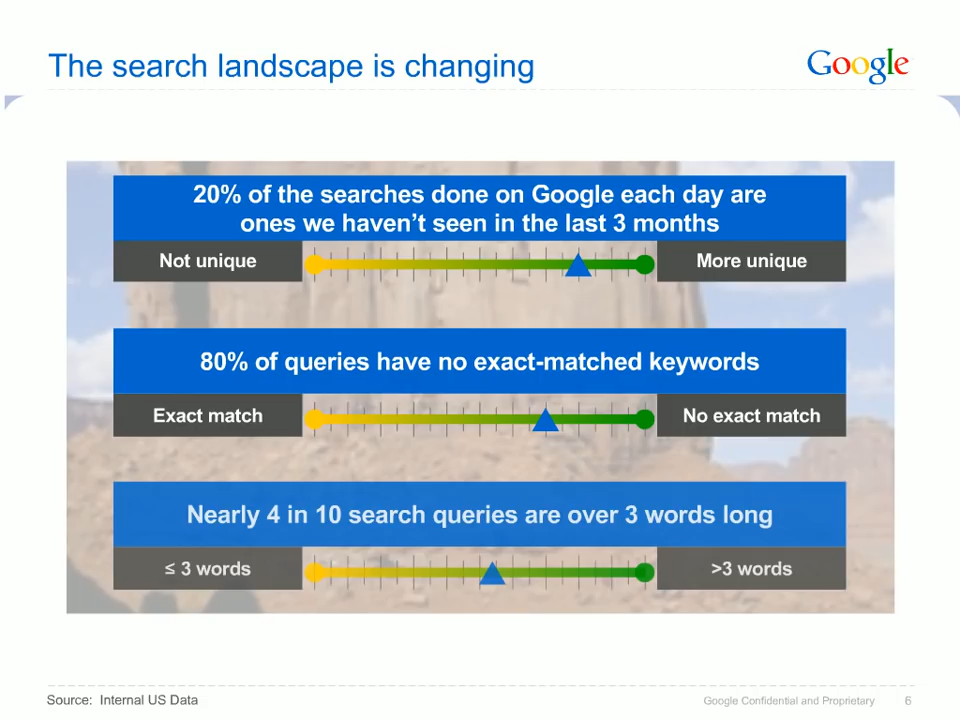 The search landscape is changing
Google
20% of the searches done on Google each day are
ones we haven’t seen in the last 3 months
Not unique
More unique
80% of queries have no exact-matched keywords
Exact match
No exact match
Nearly 4 in 10 search queries are over 3 words long
≤ 3 words
>3 words
Source: Internal US Data
Google Confidential and Proprietary
6